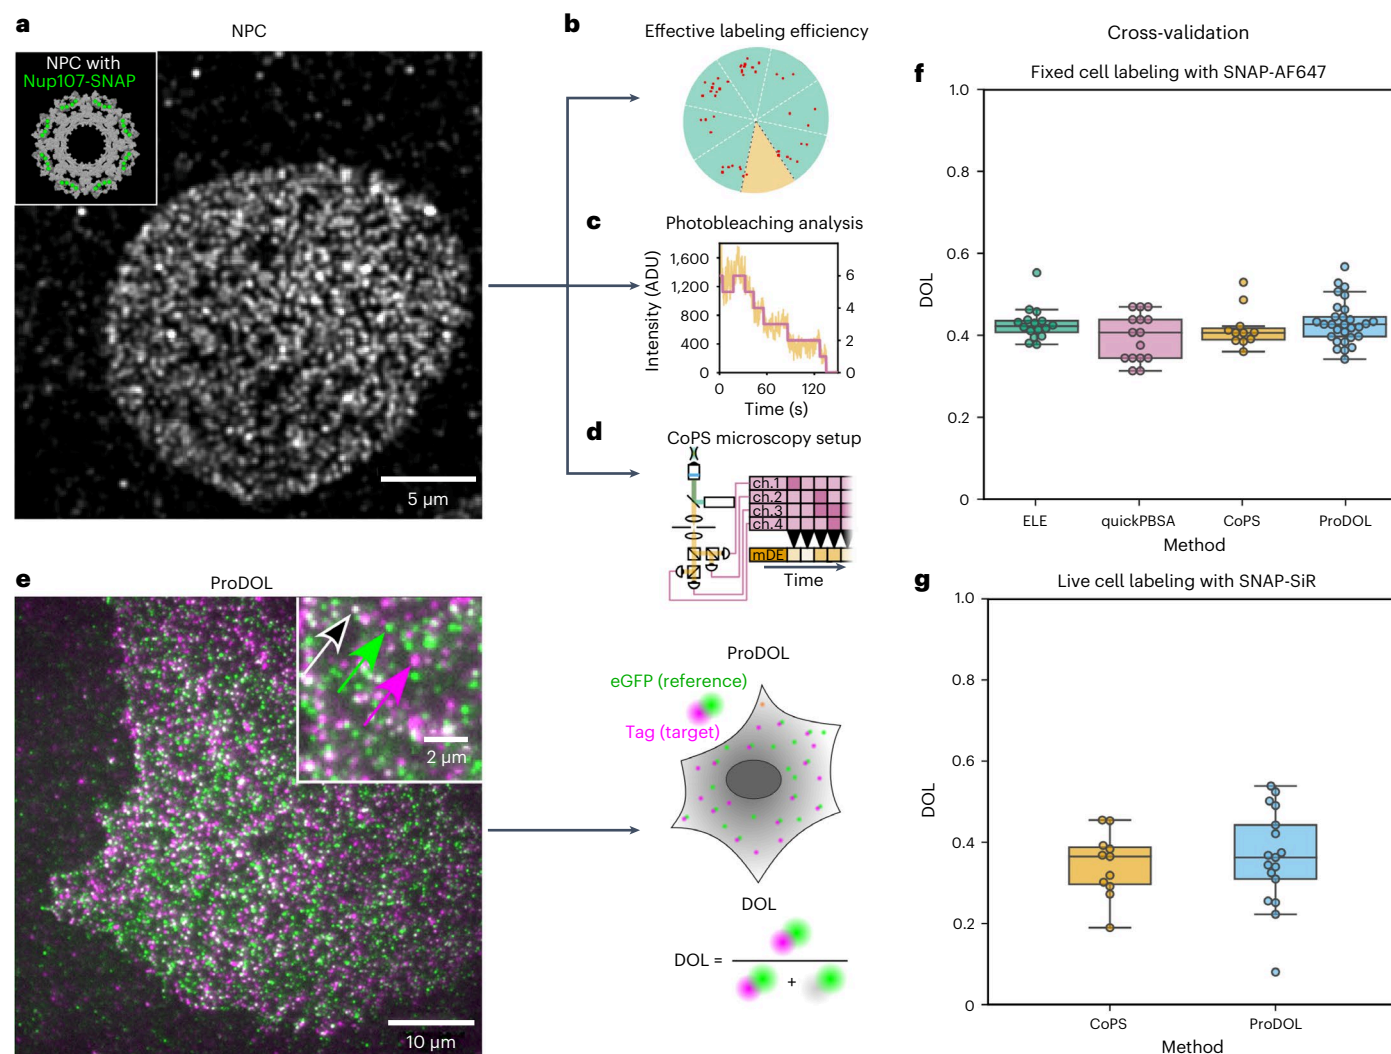 a
NPC
NPC with
Nup107-SNAP
5 µm
b
Effective labeling efficiency
c
Photobleaching analysis
Intensity (ADU)
1,600
1,200
800
400
0
6
4
2
0
0
60
120
Time (s)
d
CoPS microscopy setup
ch.1
ch.2
ch.3
ch.4
mDE
Time
e
ProDOL
2 µm
10 µm
ProDOL
eGFP (reference)
Tag (target)
DOL
DOL =
+
Cross-validation
f
Fixed cell labeling with SNAP-AF647
DOL
1.0
0.8
0.6
0.4
0.2
0
ELE
quickPBSA
CoPS
ProDOL
Method
g
Live cell labeling with SNAP-SiR
DOL
1.0
0.8
0.6
0.4
0.2
0
CoPS
ProDOL
Method